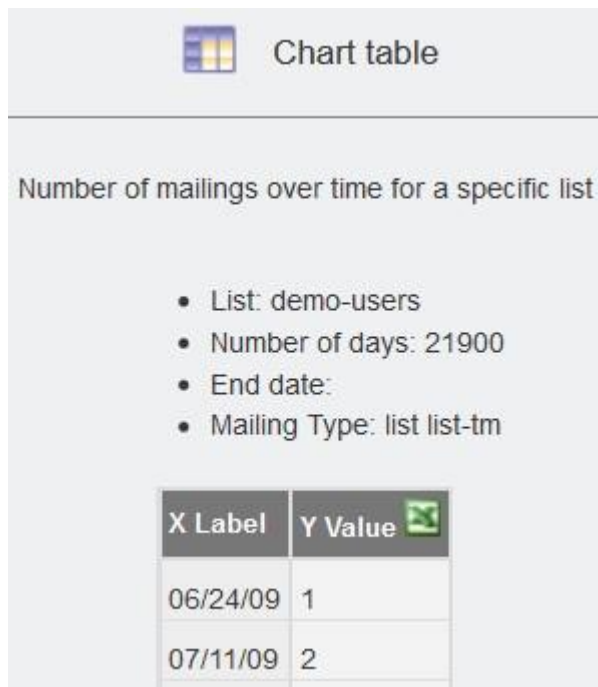 Chart table
Number of mailings over time for a specific list
• List: demo-users
• Number of days: 21900
• End date:
• Mailing Type: list list-tm
X Label Y Value
06/24/09 1
07/11/09 2